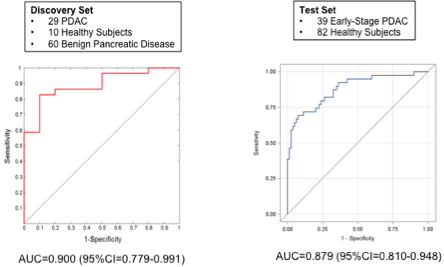 Discovery Set
• 29 PDAC
• 10 Healthy Subjects
• 60 Benign Pancreatic Disease
Sensitivity
1
0.9
0.8
0.7
0.6
0.5
0.4
0.3
0.2
0.1
0
0 0.1 0.2 0.3 0.4 0.5 0.6 0.7 0.8 0.9 1
1-Specificity
AUC=0.900 (95%CI=0.779-0.991)
Test Set
• 39 Early-Stage PDAC
• 82 Healthy Subjects
Sensitivity
1.00
0.75
0.50
0.25
0.00
0.00 0.25 0.50 0.75 1.00
1 - Specificity
AUC=0.879 (95%CI=0.810-0.948)